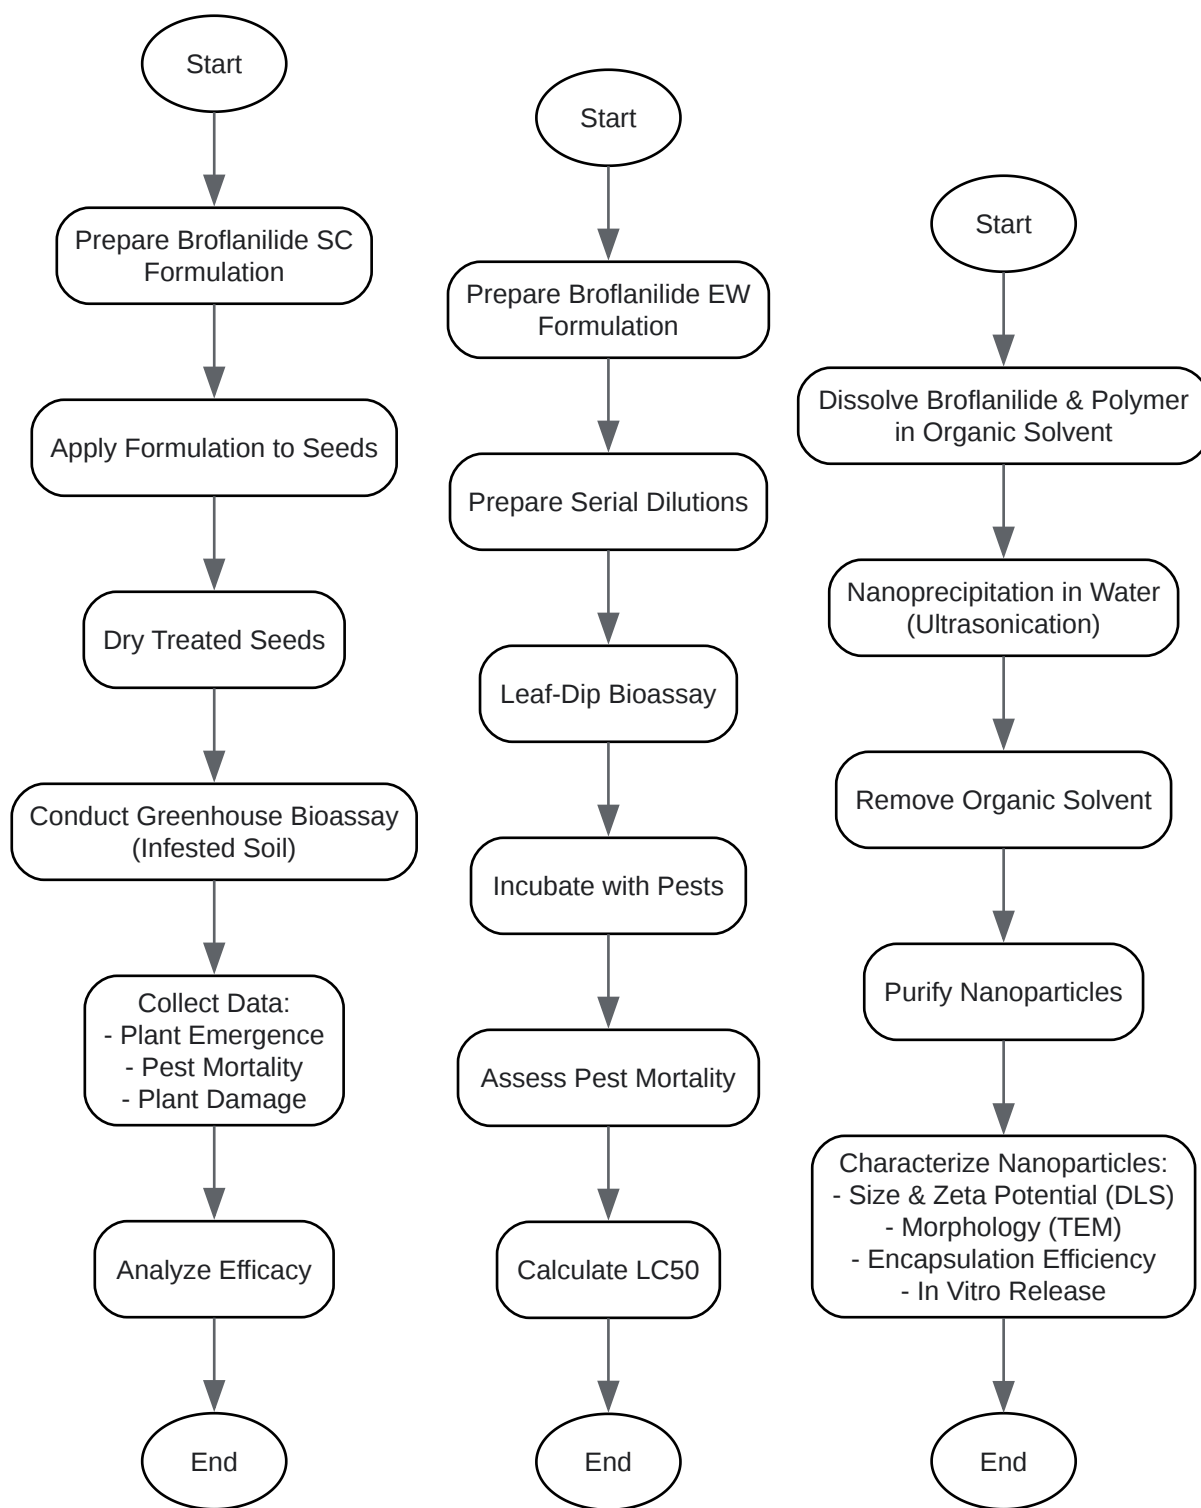 Start
Prepare Broflanilide SC
Formulation
Apply Formulation to Seeds
Dry Treated Seeds
Conduct Greenhouse Bioassay
(Infested Soil)
Collect Data:
- Plant Emergence
- Pest Mortality
- Plant Damage
Analyze Efficacy
End
Start
Prepare Broflanilide EW
Formulation
Prepare Serial Dilutions
Leaf-Dip Bioassay
Incubate with Pests
Assess Pest Mortality
Calculate LC50
End
Start
Dissolve Broflanilide & Polymer
in Organic Solvent
Nanoprecipitation in Water
(Ultrasonication)
Remove Organic Solvent
Purify Nanoparticles
Characterize Nanoparticles:
- Size & Zeta Potential (DLS)
- Morphology (TEM)
- Encapsulation Efficiency
- In Vitro Release
End